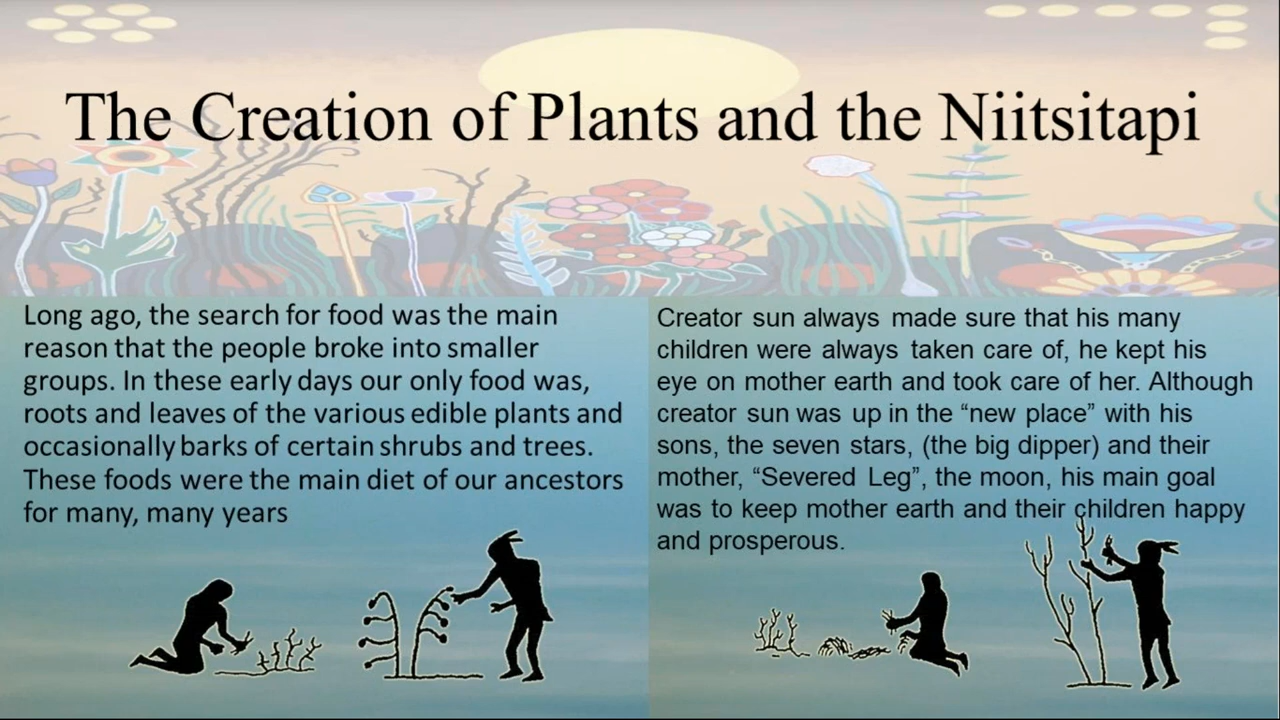 The Creation of Plants and the Niitsitapi
Long ago, the search for food was the main
reason that the people broke into smaller
groups. In these early days our only food was,
roots and leaves of the various edible plants and
occasionally barks of certain shrubs and trees.
These foods were the main diet of our ancestors
for many, many years
Creator sun always made sure that his many
children were always taken care of, he kept his
eye on mother earth and took care of her. Although
creator sun was up in the “new place” with his
sons, the seven stars, (the big dipper) and their
mother, “Severed Leg”, the moon, his main goal
was to keep mother earth and their children happy
and prosperous.